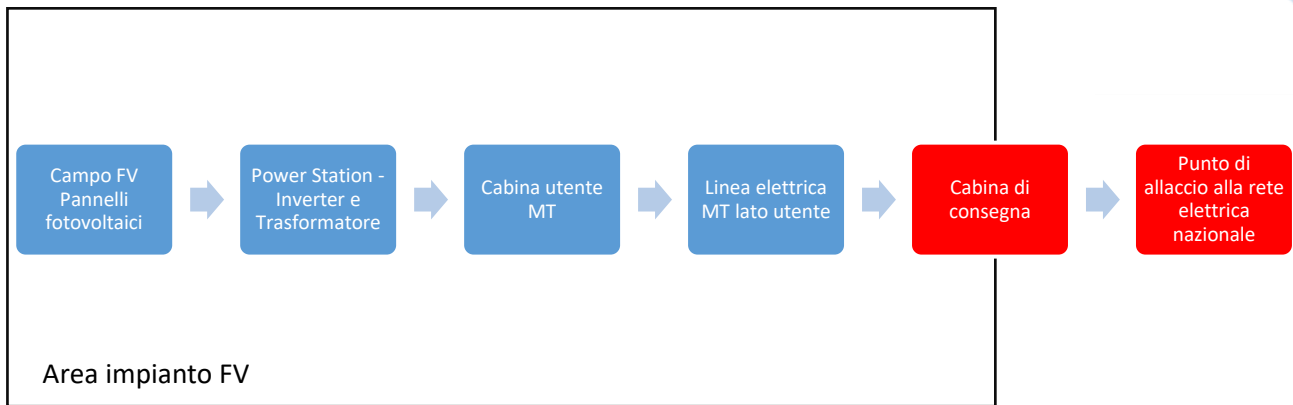 Campo FV
Pannelli
fotovoltaici
Power Station -
Inverter e
Trasformatore
Cabina utente
MT
Linea elettrica
MT lato utente
Cabina di
consegna
Punto di
allaccio alla rete
elettrica
nazionale
Area impianto FV